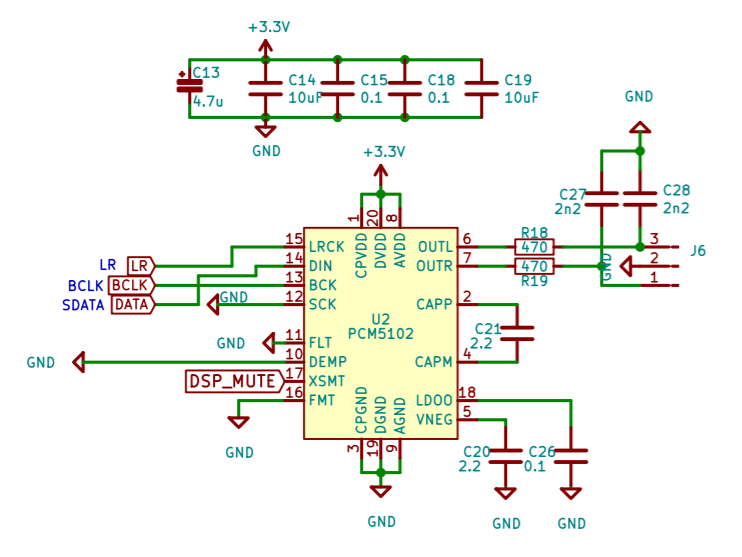 +3.3V
C13
4.7u
C14
10uF
C15
0.1
C18
0.1
C19
10uF
GND
GND
+3.3V
C27
2n2
C28
2n2
1
20
8
CPVDD
DVDD
AVDD
LR
LR
BCLK
BCLK
SDATA
DATA
GND
15
LRCK
14
DIN
13
BCK
12
SCK
GND
11
FLT
GND
10
DEMP
DSP_MUTE
17
XSMT
16
FMT
GND
U2
PCM5102
OUTL
6
OUTR
7
CAPP
2
CAPM
4
LDOO
18
VNEG
5
R18
470
470
R19
GND
3
2
1
J6
C21
2.2
C20
2.2
C26
0.1
CPGND
DGND
AGND
3
19
9
GND
GND
GND